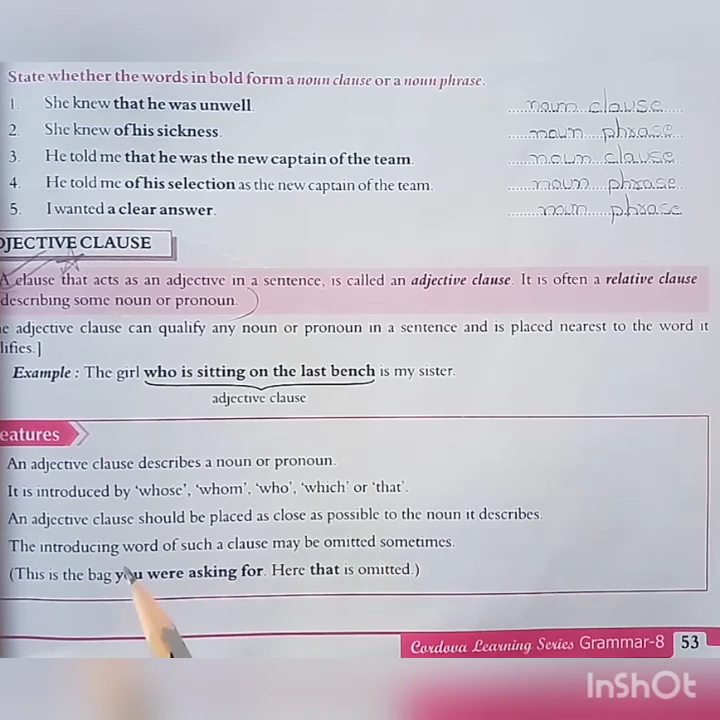 State whether the words in bold form a noun clause or a noun phrase.
1. She knew that he was unwell. noun clause
2. She knew of his sickness. noun phrase
3. He told me that he was the new captain of the team. noun clause
4. He told me of his selection as the new captain of the team. noun phrase
5. I wanted a clear answer. noun phrase
DJECTIVE CLAUSE
A clause that acts as an adjective in a sentence, is called an adjective clause. It is often a relative clause
describing some noun or pronoun.
e adjective clause can qualify any noun or pronoun in a sentence and is placed nearest to the word it
lifies.]
Example : The girl who is sitting on the last bench is my sister.
adjective clause
eatures
An adjective clause describes a noun or pronoun.
It is introduced by 'whose', 'whom', 'who', 'which' or 'that'.
An adjective clause should be placed as close as possible to the noun it describes.
The introducing word of such a clause may be omitted sometimes.
(This is the bag you were asking for. Here that is omitted.)
Cordova Learning Series Grammar-8 53
InShOt